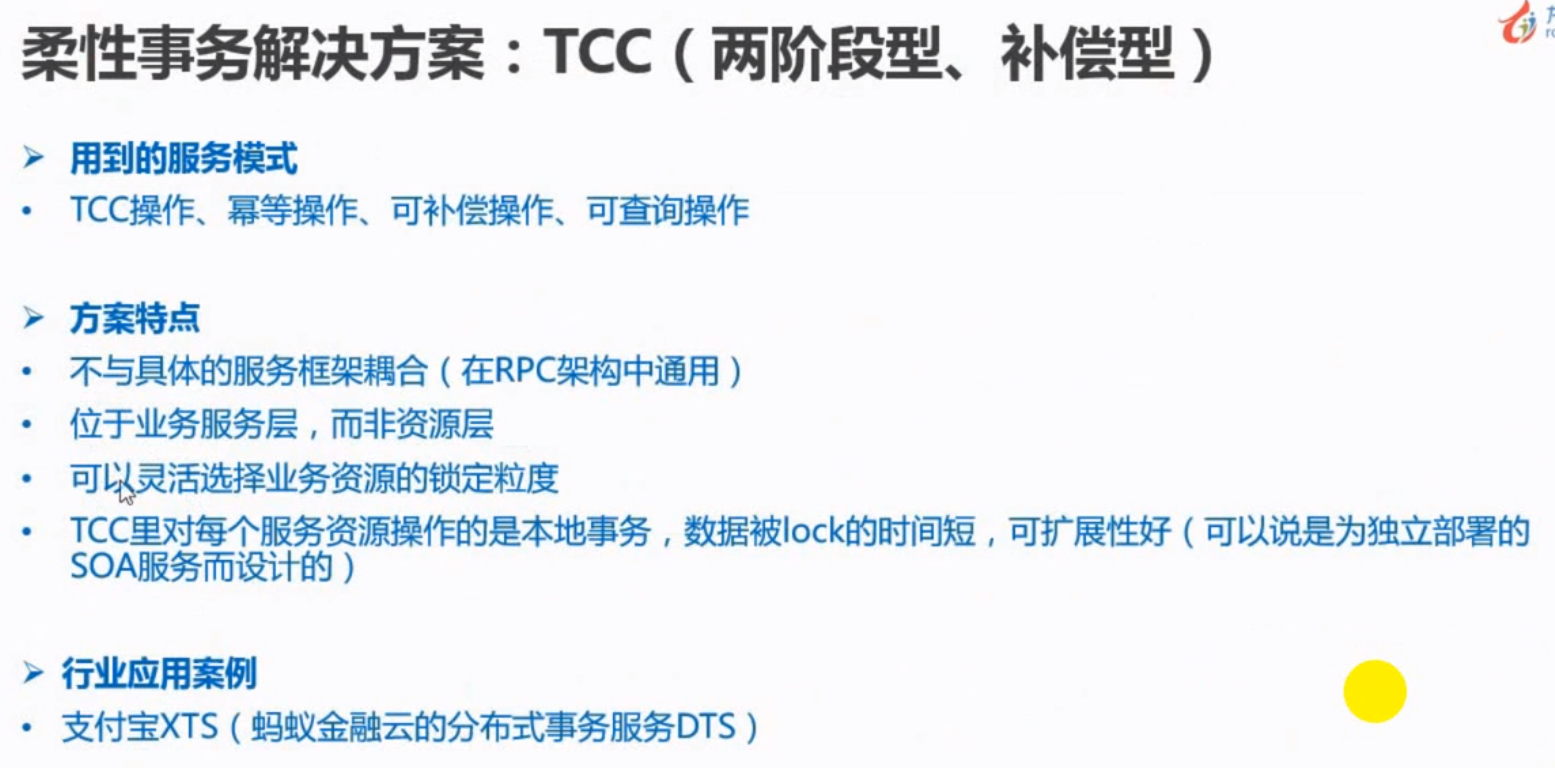 柔性事务解决方案：TCC（两阶段型、补偿型）
➢ 用到的服务模式
• TCC操作、幂等操作、可补偿操作、可查询操作
➢ 方案特点
• 不与具体的服务框架耦合（在RPC架构中通用）
• 位于业务服务层，而非资源层
• 可以灵活选择业务资源的锁定粒度
• TCC里对每个服务资源操作的是本地事务，数据被lock的时间短，可扩展性好（可以说是为独立部署的
SOA服务而设计的）
➢ 行业应用案例
• 支付宝XTS（蚂蚁金融云的分布式事务服务DTS）